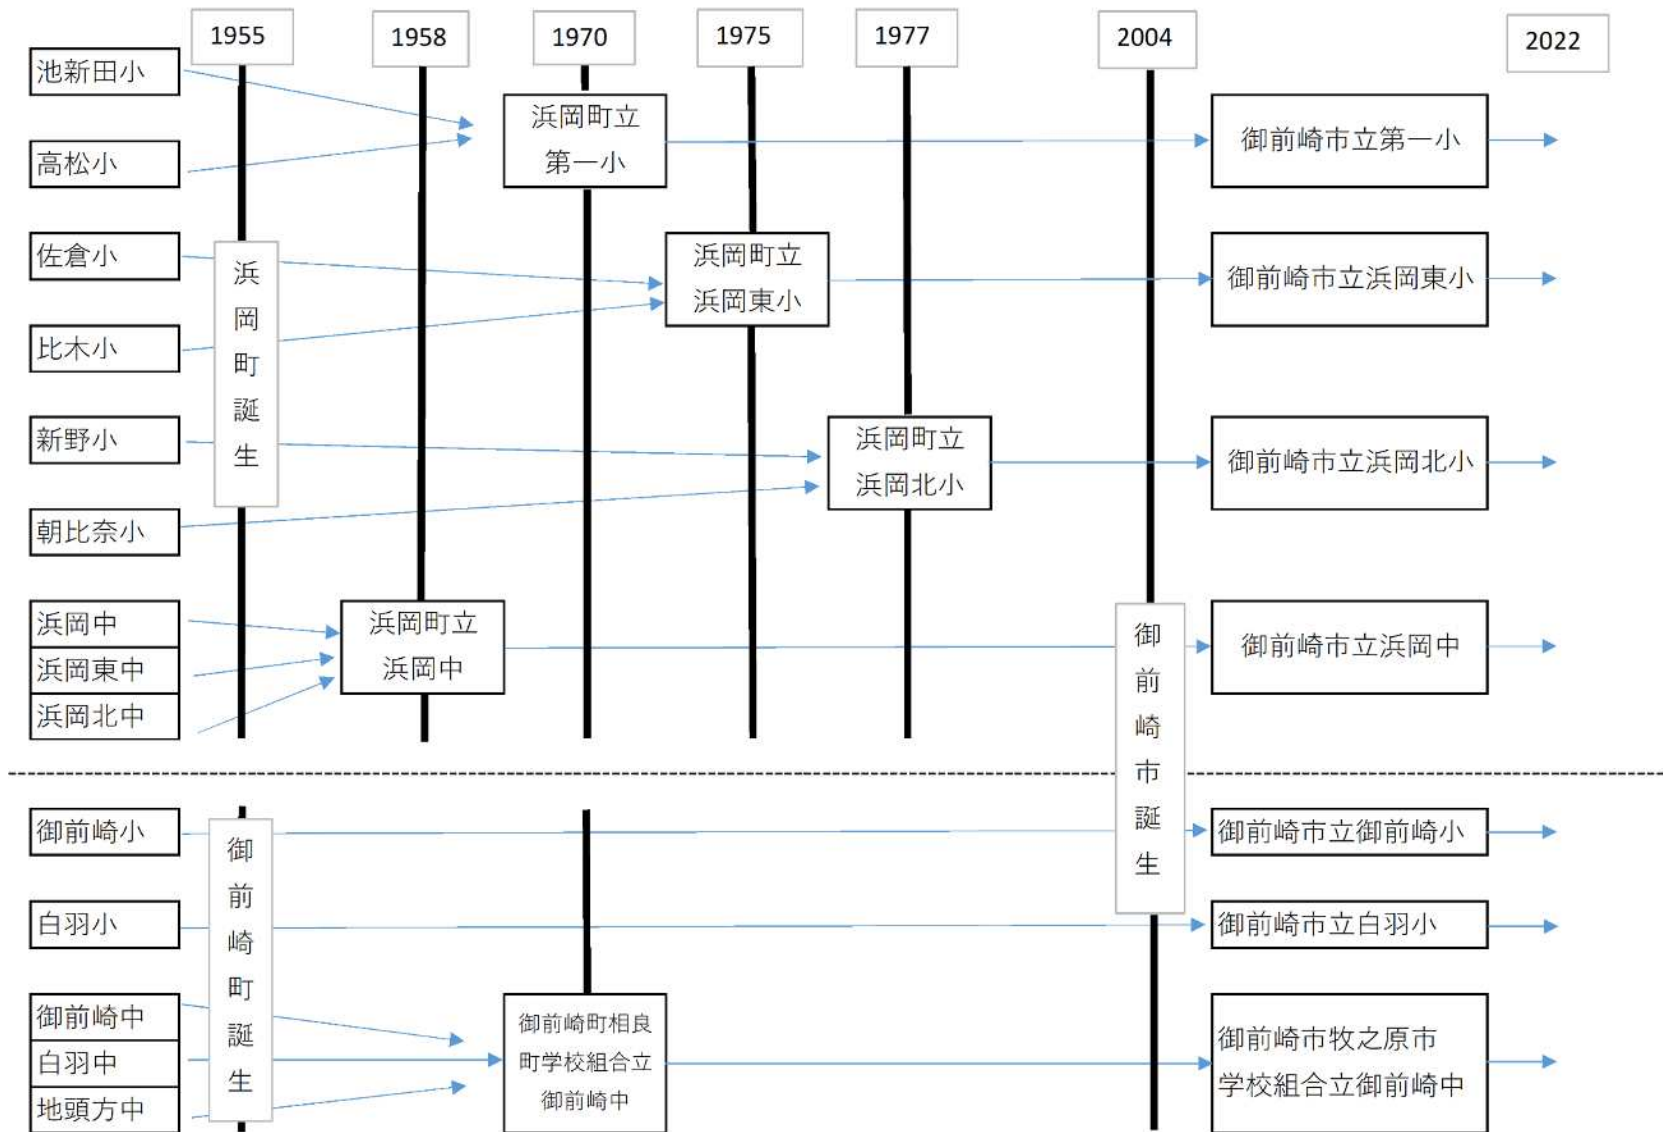 1955
1958
1970
1975
1977
2004
2022
池新田小
高松小
浜岡町立
第一小
御前崎市立第一小
佐倉小
比木小
浜岡町立
浜岡東小
御前崎市立浜岡東小
浜岡町誕生
新野小
朝比奈小
浜岡町立
浜岡北小
御前崎市立浜岡北小
浜岡中
浜岡東中
浜岡北中
浜岡町立
浜岡中
御前崎市立浜岡中
御前崎市誕生
御前崎小
御前崎市立御前崎小
御前崎町誕生
白羽小
御前崎市立白羽小
御前崎中
白羽中
地頭方中
御前崎町相良
町学校組合立
御前崎中
御前崎市牧之原市
学校組合立御前崎中